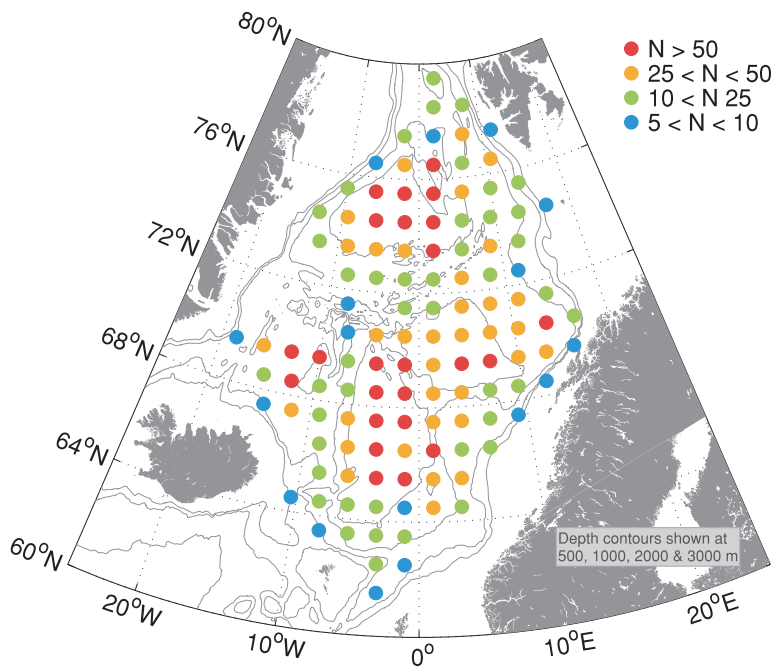 80°N
76°N
72°N
68°N
64°N
60°N
20°W
10°W
0°
10°E
20°E
N > 50
25 < N < 50
10 < N 25
5 < N < 10
Depth contours shown at
500, 1000, 2000 & 3000 m